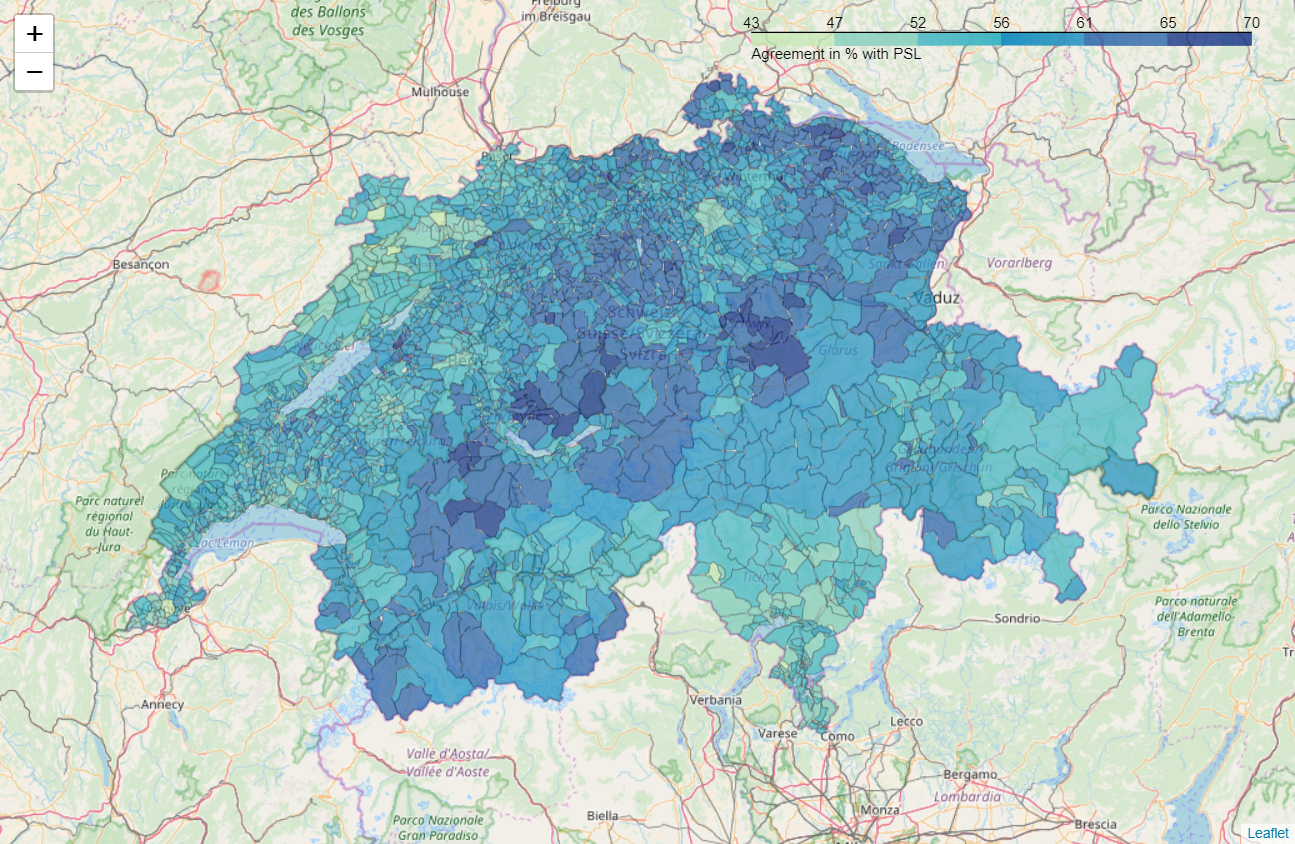 +
−
43 47 52 56 61 65 70
Agreement in % with PSL
des Ballons
des Vosges
Freiburg
im Breisgau
Mulhouse
Bodensee
Besançon
Vorarlberg
Sankt Gallen
Vaduz
Schweiz/
Suisse/Svizzera/
Svizra
Schwyz
Glarus
Graubünden/
Grigioni/Grischun
Parc naturel
régional
du Haut-
Jura
Lac Léman
Genève
Valais/Wallis
Ticino
Parco Nazionale
dello Stelvio
Parco naturale
dell'Adamello-
Brenta
Sondrio
Annecy
Verbania
Varese
Como
Lecco
Valle d'Aosta/
Vallée d'Aoste
Bergamo
Lombardia
Biella
Monza
Brescia
Parco Nazionale
Gran Paradiso
Leaflet